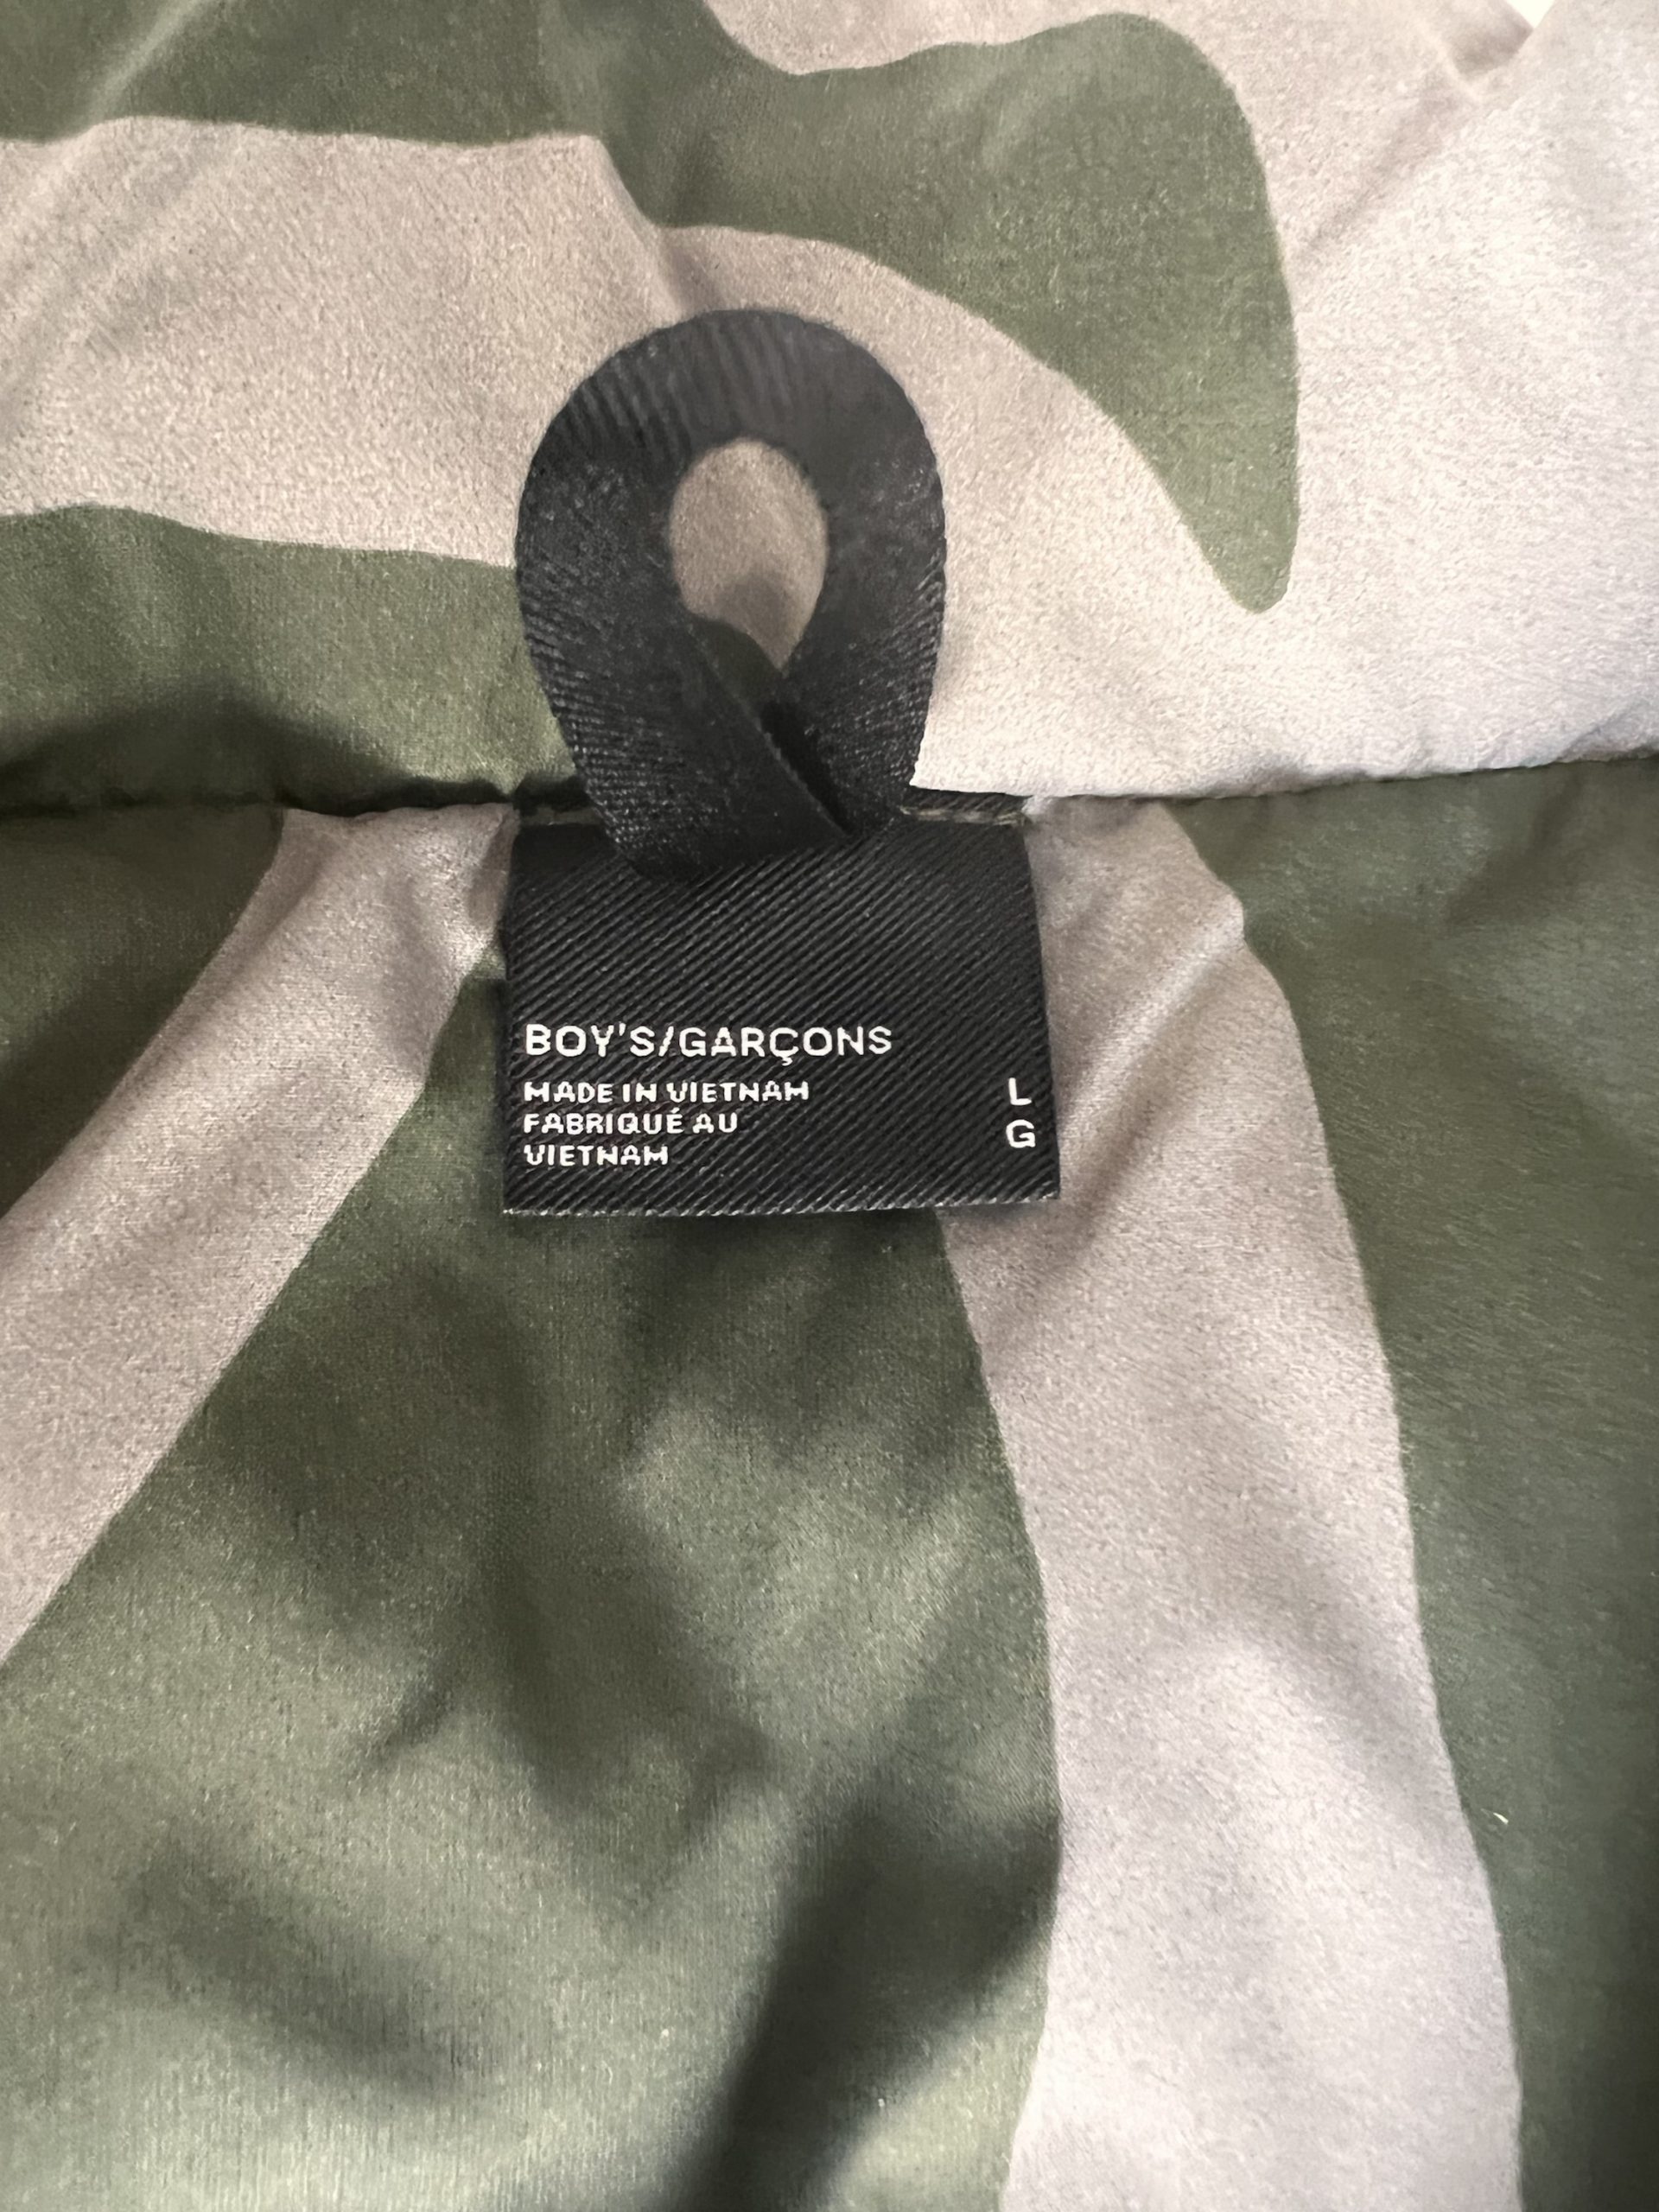 BOY'S/GARÇONS
MADE IN VIETNAM
FABRIQUÉ AU
VIETNAM
L
G